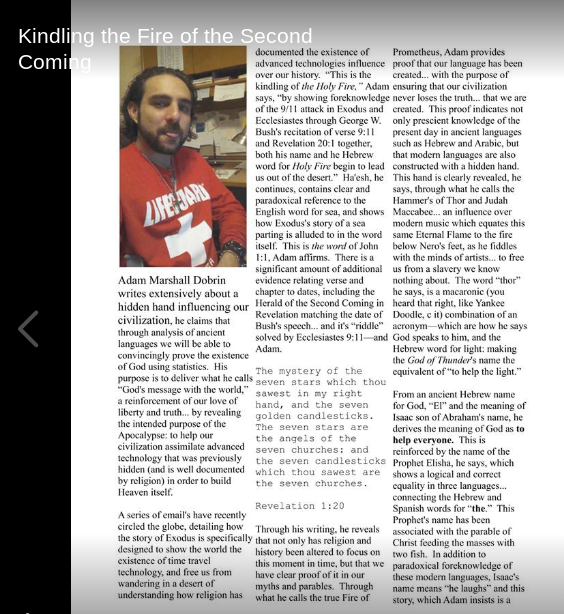 Kindling the Fire of the Second
Coming
LIFEGUARD
Adam Marshall Dobrin
writes extensively about a
hidden hand influencing our
civilization, he claims that
through analysis of ancient
languages we will be able to
convincingly prove the existence
of God using statistics.  His
purpose is to deliver what he calls
"God's message with the world,"
a reinforcement of our love of
liberty and truth... by revealing
the intended purpose of the
Apocalypse: to help our
civilization assimilate advanced
technology that was previously
hidden (and is well documented
by religion) in order to build
Heaven itself.
A series of email's have recently
circled the globe, detailing how
the story of Exodus is specifically
designed to show the world the
existence of time travel
technology, and free us from
wandering in a desert of
understanding how religion has
documented the existence of
advanced technologies influence
over our history.  "This is the
kindling of the Holy Fire," Adam
says, "by showing foreknowledge
of the 9/11 attack in Exodus and
Ecclesiastes through George W.
Bush's recitation of verse 9:11
and Revelation 20:1 together,
both his name and he Hebrew
word for Holy Fire begin to lead
us out of the desert."  Ha'esh, he
continues, contains clear and
paradoxical reference to the
English word for sea, and shows
how Exodus's story of a sea
parting is alluded to in the word
itself.  This is the word of John
1:1, Adam affirms.  There is a
significant amount of additional
evidence relating verse and
chapter to dates, including the
Herald of the Second Coming in
Revelation matching the date of
Bush's speech... and it's "riddle"
solved by Ecclesiastes 9:11—and
Adam.
The mystery of the
seven stars which thou
sawest in my right
hand, and the seven
golden candlesticks.
The seven stars are
the angels of the
seven churches: and
the seven candlesticks
which thou sawest are
the seven churches.
Revelation 1:20
Through his writing, he reveals
that not only has religion and
history been altered to focus on
this moment in time, but that we
have clear proof of it in our
myths and parables.  Through
what he calls the true Fire of
Prometheus, Adam provides
proof that our language has been
created... with the purpose of
ensuring that our civilization
never loses the truth... that we are
created.  This proof indicates not
only prescient knowledge of the
present day in ancient languages
such as Hebrew and Arabic, but
that modern languages are also
constructed with a hidden hand.
This hand is clearly revealed, he
says, through what he calls the
Hammer's of Thor and Judah
Maccabee... an influence over
modern music which equates this
same Eternal Flame to the fire
below Nero's feet, as he fiddles
with the minds of artists... to free
us from a slavery we know
nothing about.  The word "thor"
he says, is a macaronic (you
heard that right, like Yankee
Doodle, c it) combination of an
acronym—which are how he says
God speaks to him, and the
Hebrew word for light: making
the God of Thunder's name the
equivalent of "to help the light."
From an ancient Hebrew name
for God, "El" and the meaning of
Isaac son of Abraham's name, he
derives the meaning of God as to
help everyone.  This is
reinforced by the name of the
Prophet Elisha, he says, which
shows a logical and correct
equality in three languages...
connecting the Hebrew and
Spanish words for "the."  This
Prophet's name has been
associated with the parable of
Christ feeding the masses with
two fish.  In addition to
paradoxical foreknowledge of
these modern languages, Isaac's
name means "he laughs" and this
story, which Adam insists is a